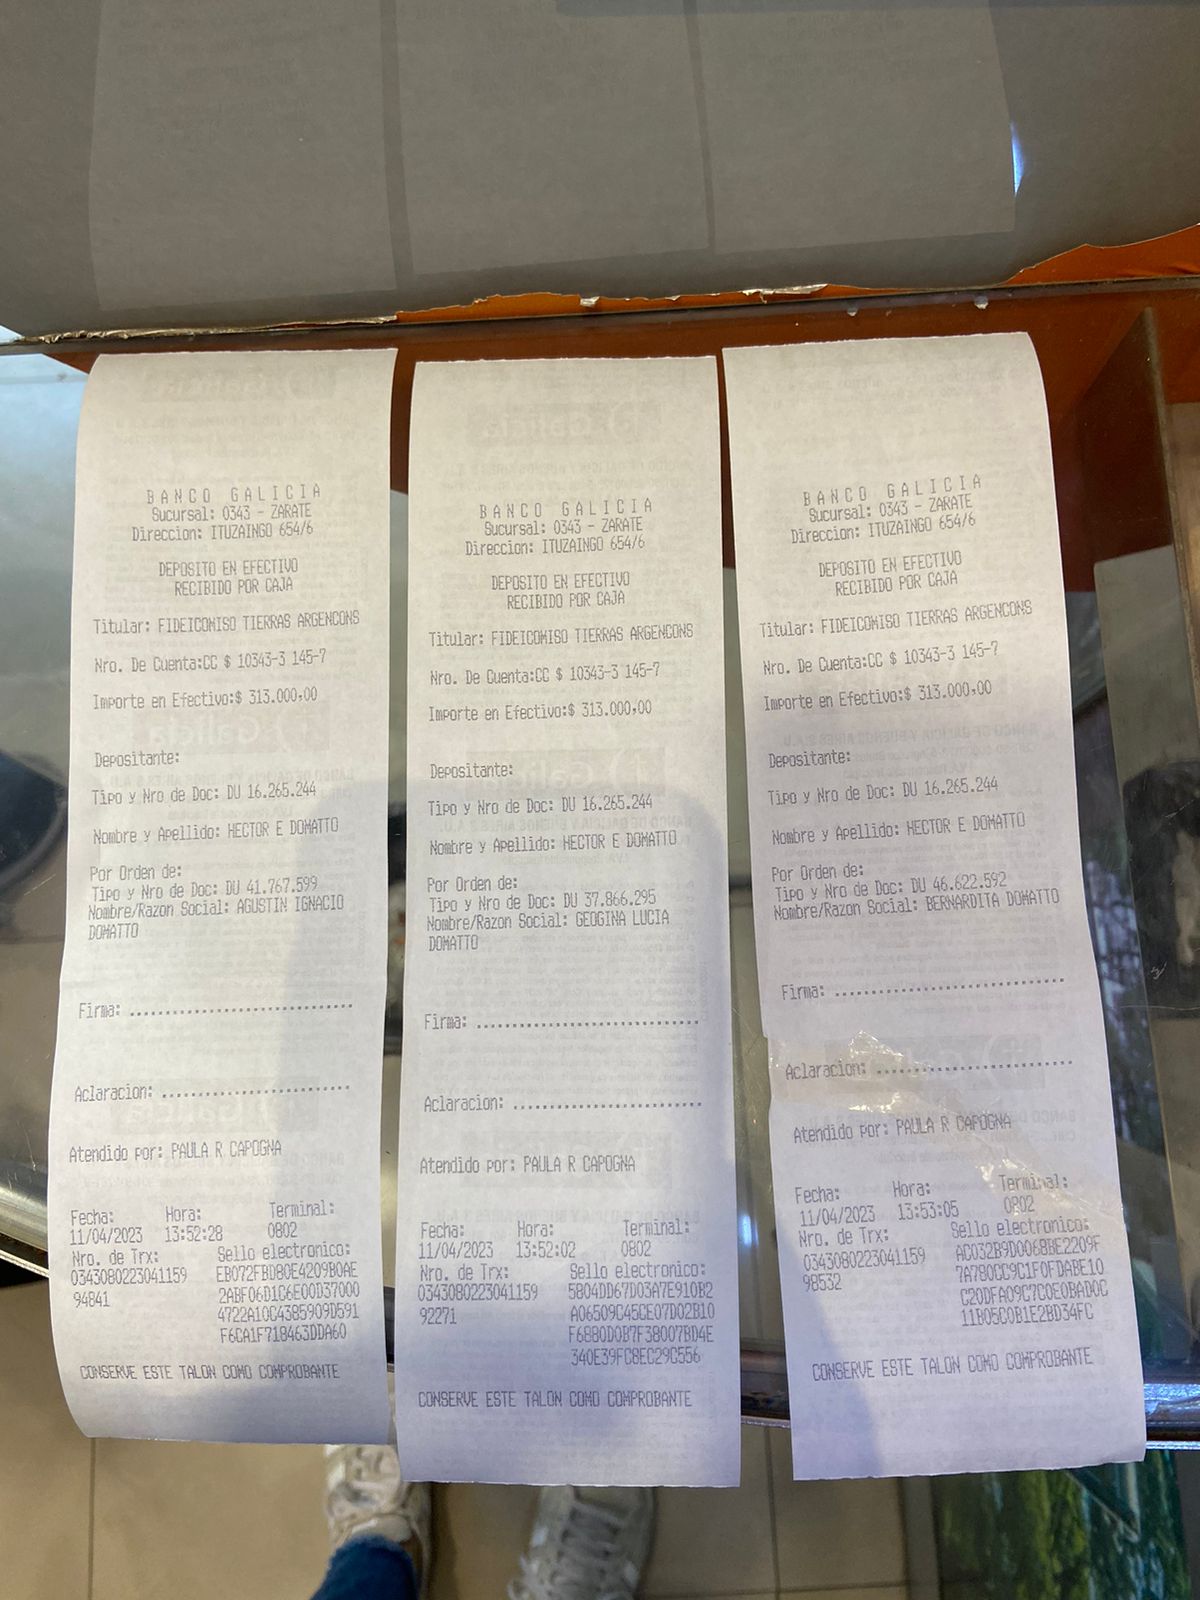 BANCO GALICIA
Sucursal: 0343 - ZARATE
Direccion: ITUZAINGO 654/6
DEPOSITO EN EFECTIVO
RECIBIDO POR CAJA
Titular: FIDEICOMISO TIERRAS ARGENCONS
Nro. De Cuenta:CC $ 10343-3 145-7
Importe en Efectivo:$ 313.000,00
Depositante:
Tipo y Nro de Doc: DU 16.265.244
Nombre y Apellido: HECTOR E DOMATTO
Por Orden de:
Tipo y Nro de Doc: DU 41.767.599
Nombre/Razon Social: AGUSTIN IGNACIO
DOMATTO
Firma: ..............................
Aclaracion: .........................
Atendido por: PAULA R CAPOGNA
Fecha: Hora: Terminal:
11/04/2023 13:52:28 0802
Nro. de Trx: Sello electronico:
0343080223041159 EB072FBD80E4209B0AE
94841 2ABF06D1C6E00D37000
4722A10C4385909D591
F6CA1F718463DDA60
CONSERVE ESTE TALON COMO COMPROBANTE
BANCO GALICIA
Sucursal: 0343 - ZARATE
Direccion: ITUZAINGO 654/6
DEPOSITO EN EFECTIVO
RECIBIDO POR CAJA
Titular: FIDEICOMISO TIERRAS ARGENCONS
Nro. De Cuenta:CC $ 10343-3 145-7
Importe en Efectivo:$ 313.000,00
Depositante:
Tipo y Nro de Doc: DU 16.265.244
Nombre y Apellido: HECTOR E DOMATTO
Por Orden de:
Tipo y Nro de Doc: DU 37.866.295
Nombre/Razon Social: GEOGINA LUCIA
DOMATTO
Firma: ..............................
Aclaracion: .........................
Atendido por: PAULA R CAPOGNA
Fecha: Hora: Terminal:
11/04/2023 13:52:02 0802
Nro. de Trx: Sello electronico:
0343080223041159 5804DD67D03A7E910B2
92271 A06509C45CE07D02B10
F6880D0B7F38007BD4E
340E39FC8EC29C556
CONSERVE ESTE TALON COMO COMPROBANTE
BANCO GALICIA
Sucursal: 0343 - ZARATE
Direccion: ITUZAINGO 654/6
DEPOSITO EN EFECTIVO
RECIBIDO POR CAJA
Titular: FIDEICOMISO TIERRAS ARGENCONS
Nro. De Cuenta:CC $ 10343-3 145-7
Importe en Efectivo:$ 313.000,00
Depositante:
Tipo y Nro de Doc: DU 16.265.244
Nombre y Apellido: HECTOR E DOMATTO
Por Orden de:
Tipo y Nro de Doc: DU 46.622.592
Nombre/Razon Social: BERNARDITA DOMATTO
Firma: ..............................
Aclaracion: .........................
Atendido por: PAULA R CAPOGNA
Fecha: Hora: Terminal:
11/04/2023 13:53:05 0802
Nro. de Trx: Sello electronico:
0343080223041159 AC032B9D0068BE2209F
98532 7A780CC9C1F0FDABE10
C20DFA09C7C0E0BAD0C
11B05C0B1E2BD34FC
CONSERVE ESTE TALON COMO COMPROBANTE